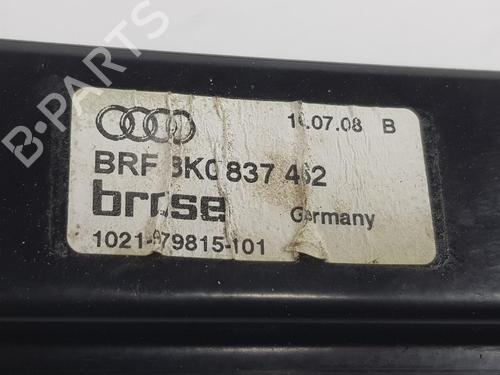 B-PARTS
16.07.08 B
BRF 8K0 837 462
brose
Germany
1021-979815-101